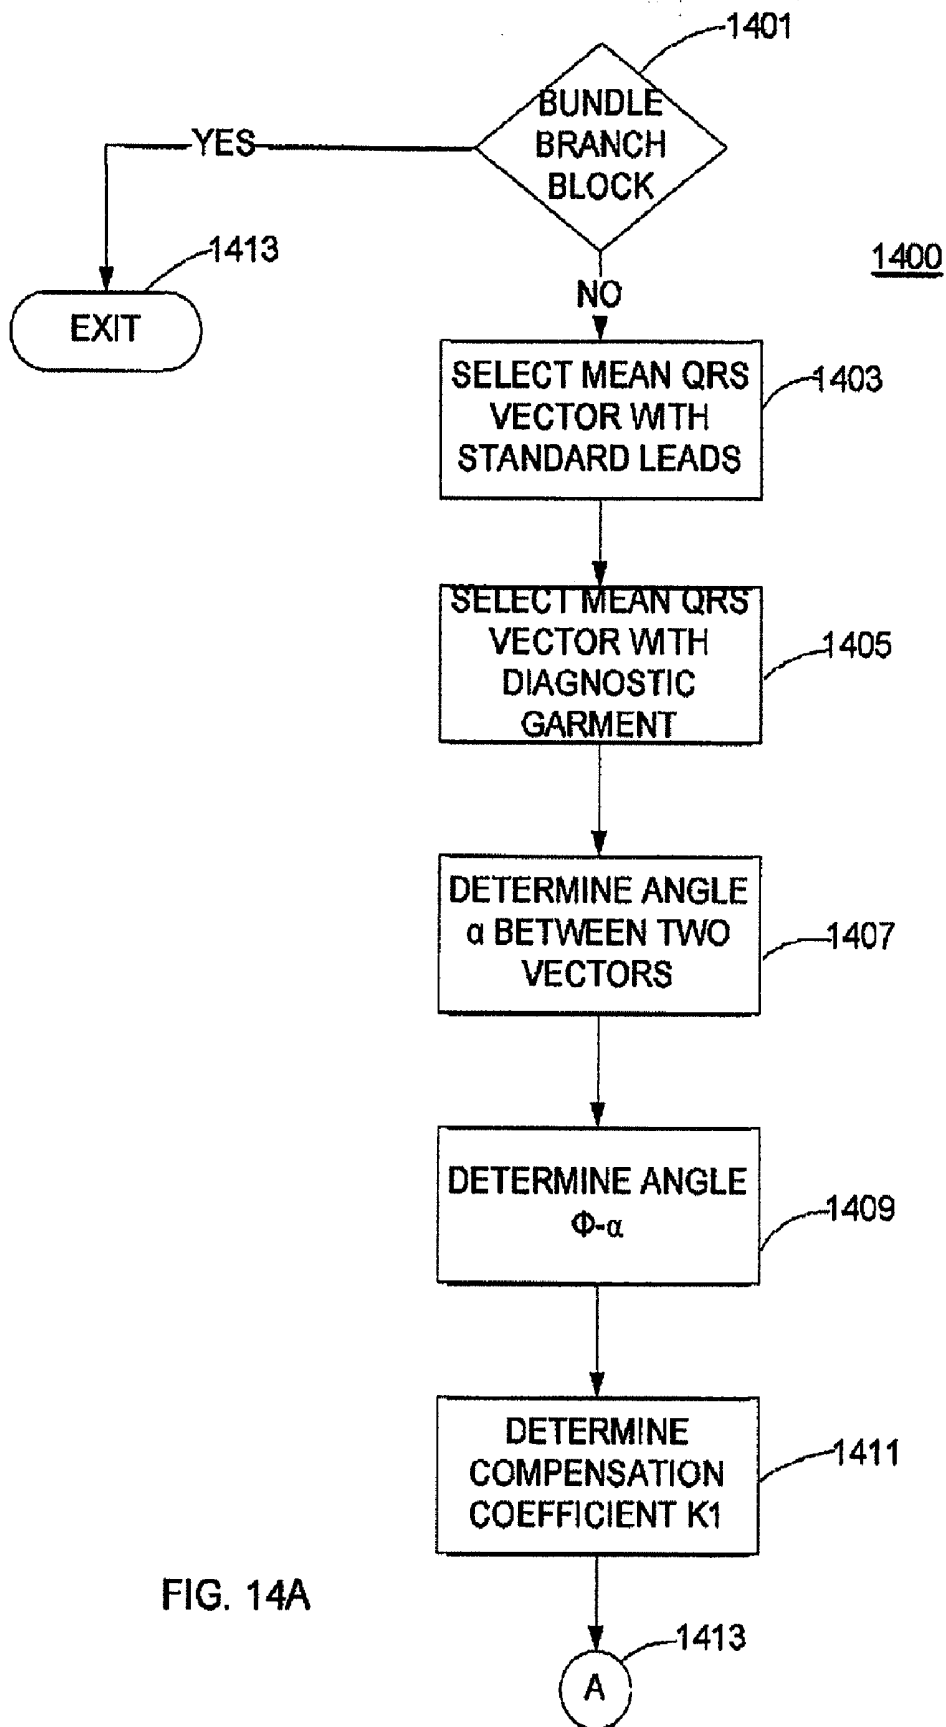 1401
BUNDLE
BRANCH
BLOCK
YES
1413
EXIT
1400
NO
SELECT MEAN QRS
VECTOR WITH
STANDARD LEADS
1403
SELECT MEAN QRS
VECTOR WITH
DIAGNOSTIC
GARMENT
1405
DETERMINE ANGLE
α BETWEEN TWO
VECTORS
1407
DETERMINE ANGLE
Φ-α
1409
DETERMINE
COMPENSATION
COEFFICIENT K1
1411
FIG. 14A
1413
A